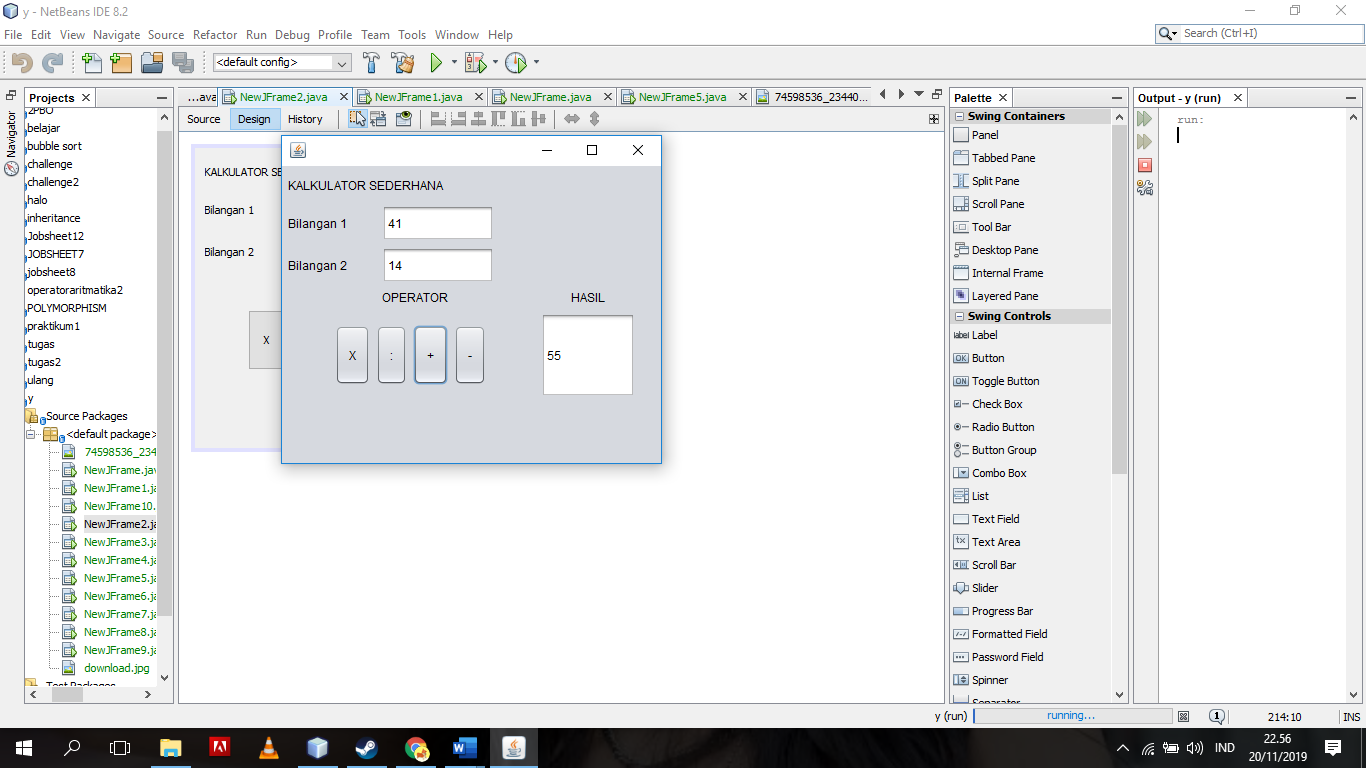 y - NetBeans IDE 8.2
File Edit View Navigate Source Refactor Run Debug Profile Team Tools Window Help
Search (Ctrl+I)
<default config>
Projects
2PBO
belajar
bubble sort
challenge
challenge2
halo
inheritance
Jobsheet12
JOBSHEET7
jobsheet8
operatoraritmatika2
POLYMORPHISM
praktikum1
tugas
tugas2
ulang
y
Source Packages
<default package>
74598536_234
NewJFrame.jav
NewJFrame1.ja
NewJFrame10.
NewJFrame2.ja
NewJFrame3.ja
NewJFrame4.ja
NewJFrame5.ja
NewJFrame6.ja
NewJFrame7.ja
NewJFrame8.ja
NewJFrame9.ja
download.jpg
Test Packages
Navigator
...ava NewJFrame2.java NewJFrame1.java NewJFrame.java NewJFrame5.java 74598536_23440...
Source Design History
KALKULATOR SE
Bilangan 1
Bilangan 2
X
KALKULATOR SEDERHANA
Bilangan 1 41
Bilangan 2 14
OPERATOR HASIL
X : + - 55
Palette
Swing Containers
Panel
Tabbed Pane
Split Pane
Scroll Pane
Tool Bar
Desktop Pane
Internal Frame
Layered Pane
Swing Controls
label Label
OK Button
ON Toggle Button
Check Box
Radio Button
Button Group
Combo Box
List
Text Field
Text Area
Scroll Bar
Slider
Progress Bar
Formatted Field
Password Field
Spinner
Separator
Output - y (run)
run:
y (run) running... 1 214:10 INS
IND 22.56
20/11/2019